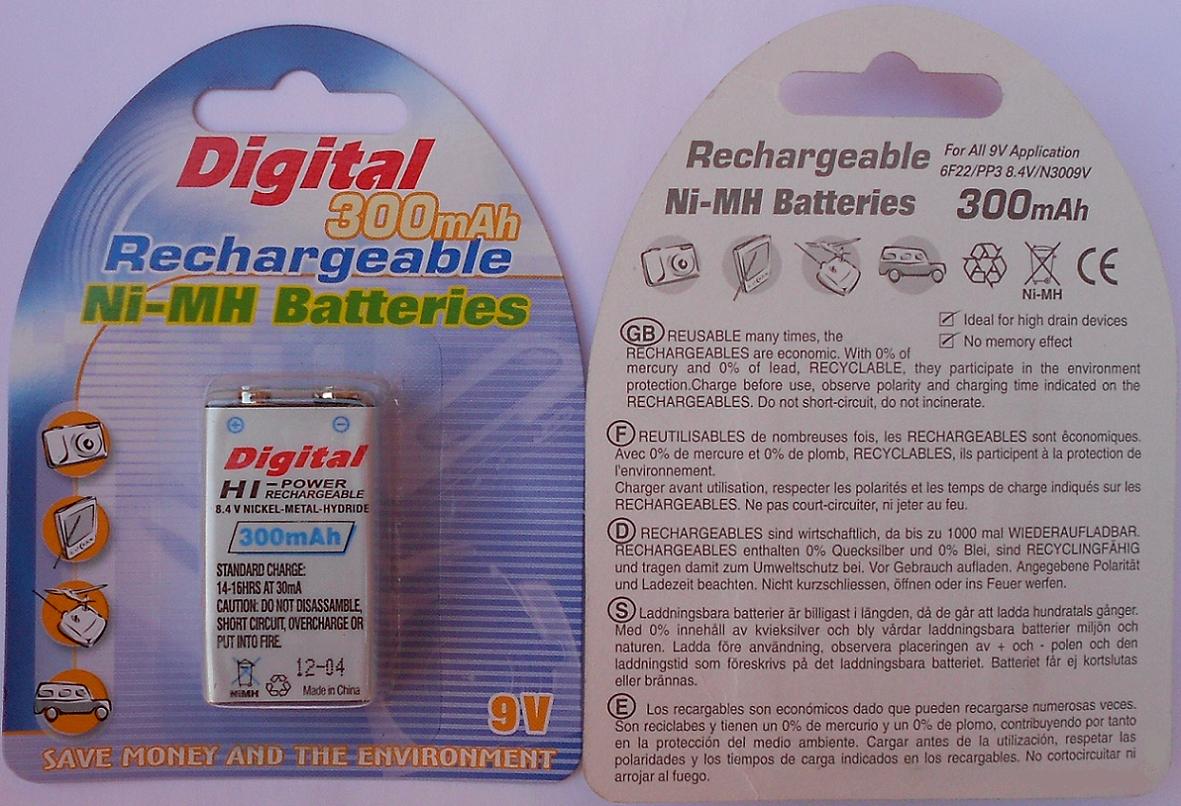 Digital
300mAh
Rechargeable
Ni-MH Batteries
Digital
HI-POWER
RECHARGEABLE
8.4 V NICKEL-METAL-HYDRIDE
300mAh
STANDARD CHARGE:
14-16HRS AT 30mA
CAUTION: DO NOT DISASSAMBLE,
SHORT CIRCUIT, OVERCHARGE OR
PUT INTO FIRE.
12-04
NiMH
Made in China
9V
SAVE MONEY AND THE ENVIRONMENT
Rechargeable
For All 9V Application
6F22/PP3 8.4V/N3009V
Ni-MH Batteries 300mAh
Ni-MH
CE
Ideal for high drain devices
No memory effect
GB REUSABLE many times, the
RECHARGEABLES are economic. With 0% of
mercury and 0% of lead, RECYCLABLE, they participate in the environment
protection.Charge before use, observe polarity and charging time indicated on the
RECHARGEABLES. Do not short-circuit, do not incinerate.
F REUTILISABLES de nombreuses fois, les RECHARGEABLES sont êconomiques.
Avec 0% de mercure et 0% de plomb, RECYCLABLES, ils participent à la protection de
l'environnement.
Charger avant utilisation, respecter les polarités et les temps de charge indiqués sur les
RECHARGEABLES. Ne pas court-circuiter, ni jeter au feu.
D RECHARGEABLES sind wirtschaftlich, da bis zu 1000 mal WIEDERAUFLADBAR.
RECHARGEABLES enthalten 0% Quecksilber und 0% Blei, sind RECYCLINGFÄHIG
und tragen damit zum Umweltschutz bei. Vor Gebrauch aufladen. Angegebene Polarität
und Ladezeit beachten. Nicht kurzschliessen, öffnen oder ins Feuer werfen.
S Laddningsbara batterier är billigast i längden, då de går att ladda hundratals gånger.
Med 0% innehåll av kvieksilver och bly vårdar laddningsbara batterier miljön och
naturen. Ladda före användning, observera placeringen av + och - polen och den
laddningstid som föreskrivs på det laddningsbara batteriet. Batteriet får ej kortslutas
eller brännas.
E Los recargables son económicos dado que pueden recargarse numerosas veces.
Son reciclabes y tienen un 0% de mercurio y un 0% de plomo, contribuyendo por tanto
en la protección del medio ambiente. Cargar antes de la utilización, respetar las
polaridades y los tiempos de carga indicados en los recargables. No cortocircuitar ni
arrojar al fuego.